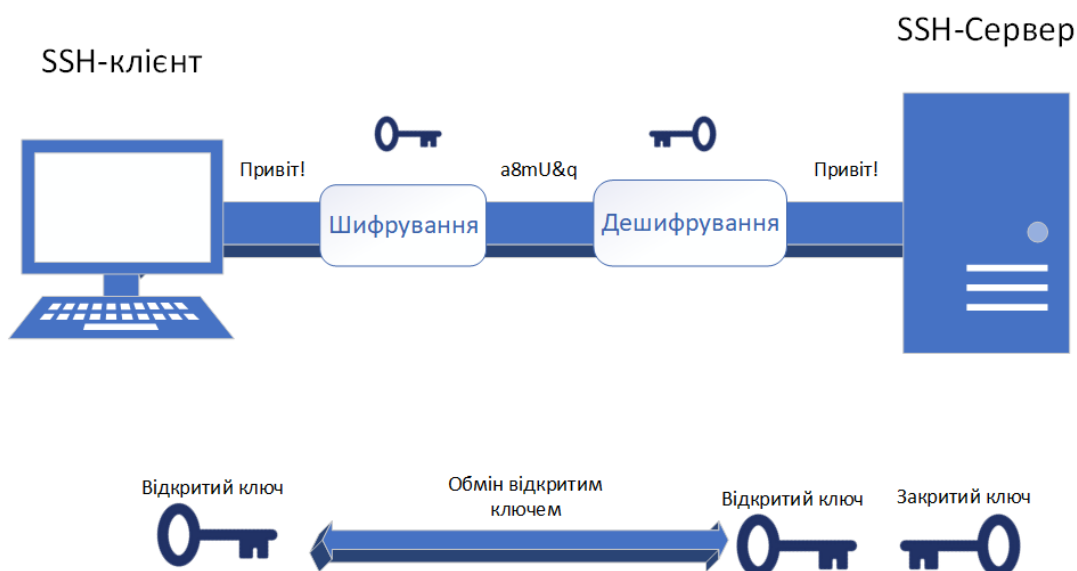 SSH-Сервер
SSH-клієнт
Привіт!
a8mU&q
Привіт!
Шифрування
Дешифрування
Відкритий ключ
Обмін відкритим
ключем
Відкритий ключ
Закритий ключ